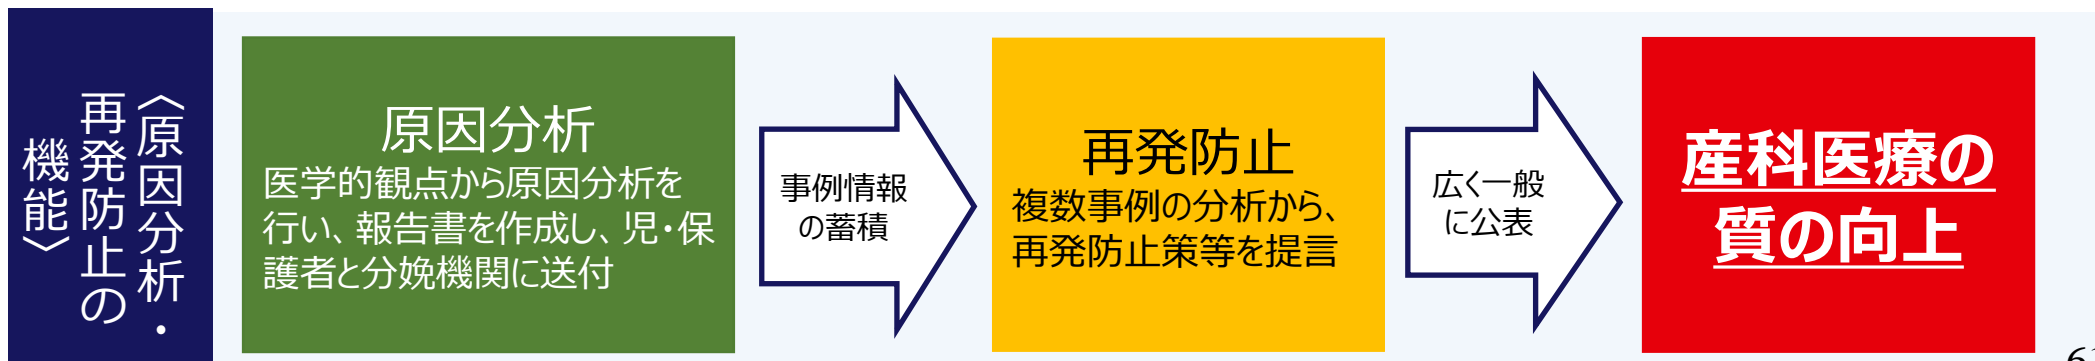 〈原因分析・
再発防止の
機能〉
原因分析
医学的観点から原因分析を
行い、報告書を作成し、児・保
護者と分娩機関に送付
事例情報
の蓄積
再発防止
複数事例の分析から、
再発防止策等を提言
広く一般
に公表
産科医療の
質の向上